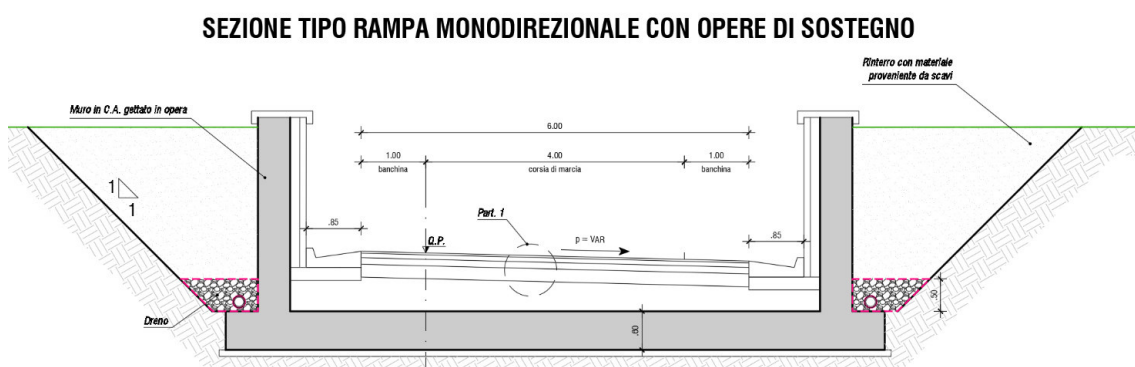 SEZIONE TIPO RAMPA MONODIREZIONALE CON OPERE DI SOSTEGNO
Rinterro con materiale
proveniente da scavi
Muro in C.A. gettato in opera
6.00
1.00
4.00
1.00
banchina
corsia di marcia
banchina
1
1
.85
Part. 1
Q.P.
p = VAR
.85
.50
Dreno
.60